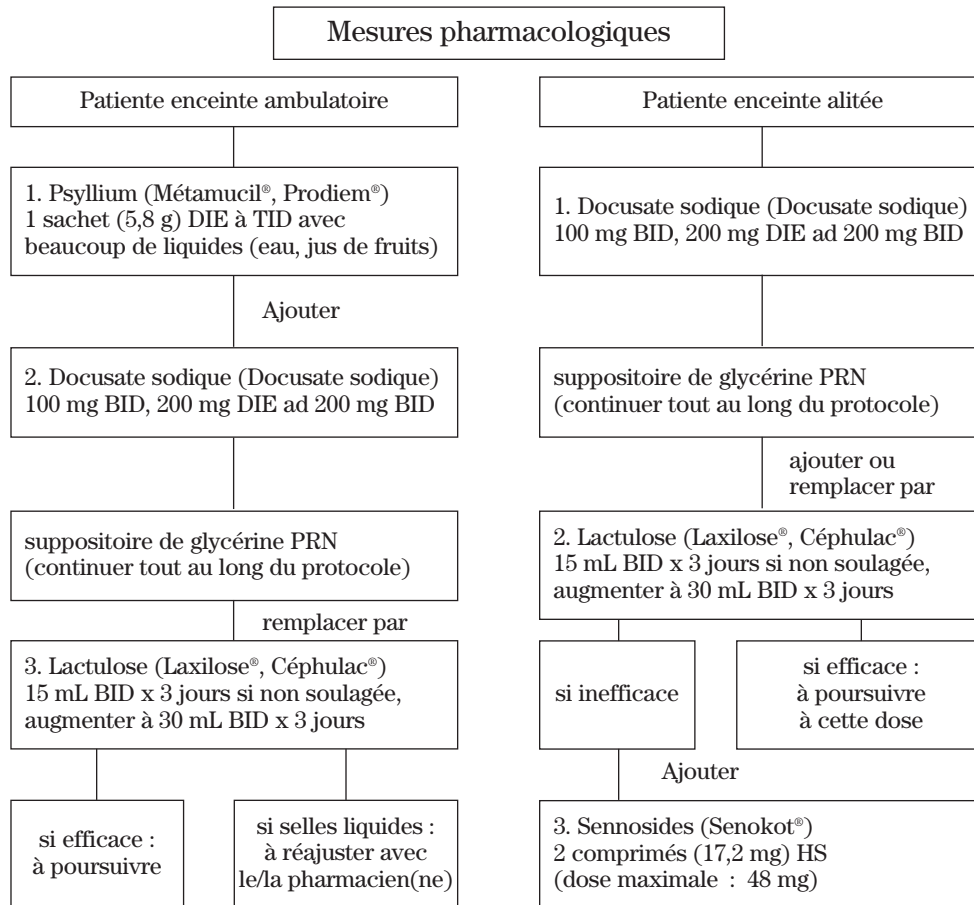 Mesures pharmacologiques
Patiente enceinte ambulatoire
1. Psyllium (Métamucil®, Prodiem®)
1 sachet (5,8 g) DIE à TID avec
beaucoup de liquides (eau, jus de fruits)
Ajouter
2. Docusate sodique (Docusate sodique)
100 mg BID, 200 mg DIE ad 200 mg BID
suppositoire de glycérine PRN
(continuer tout au long du protocole)
remplacer par
3. Lactulose (Laxilose®, Céphulac®)
15 mL BID x 3 jours si non soulagée,
augmenter à 30 mL BID x 3 jours
si efficace :
à poursuivre
si selles liquides :
à réajuster avec
le/la pharmacien(ne)
Patiente enceinte alitée
1. Docusate sodique (Docusate sodique)
100 mg BID, 200 mg DIE ad 200 mg BID
suppositoire de glycérine PRN
(continuer tout au long du protocole)
ajouter ou
remplacer par
2. Lactulose (Laxilose®, Céphulac®)
15 mL BID x 3 jours si non soulagée,
augmenter à 30 mL BID x 3 jours
si inefficace
si efficace :
à poursuivre
à cette dose
Ajouter
3. Sennosides (Senokot®)
2 comprimés (17,2 mg) HS
(dose maximale : 48 mg)